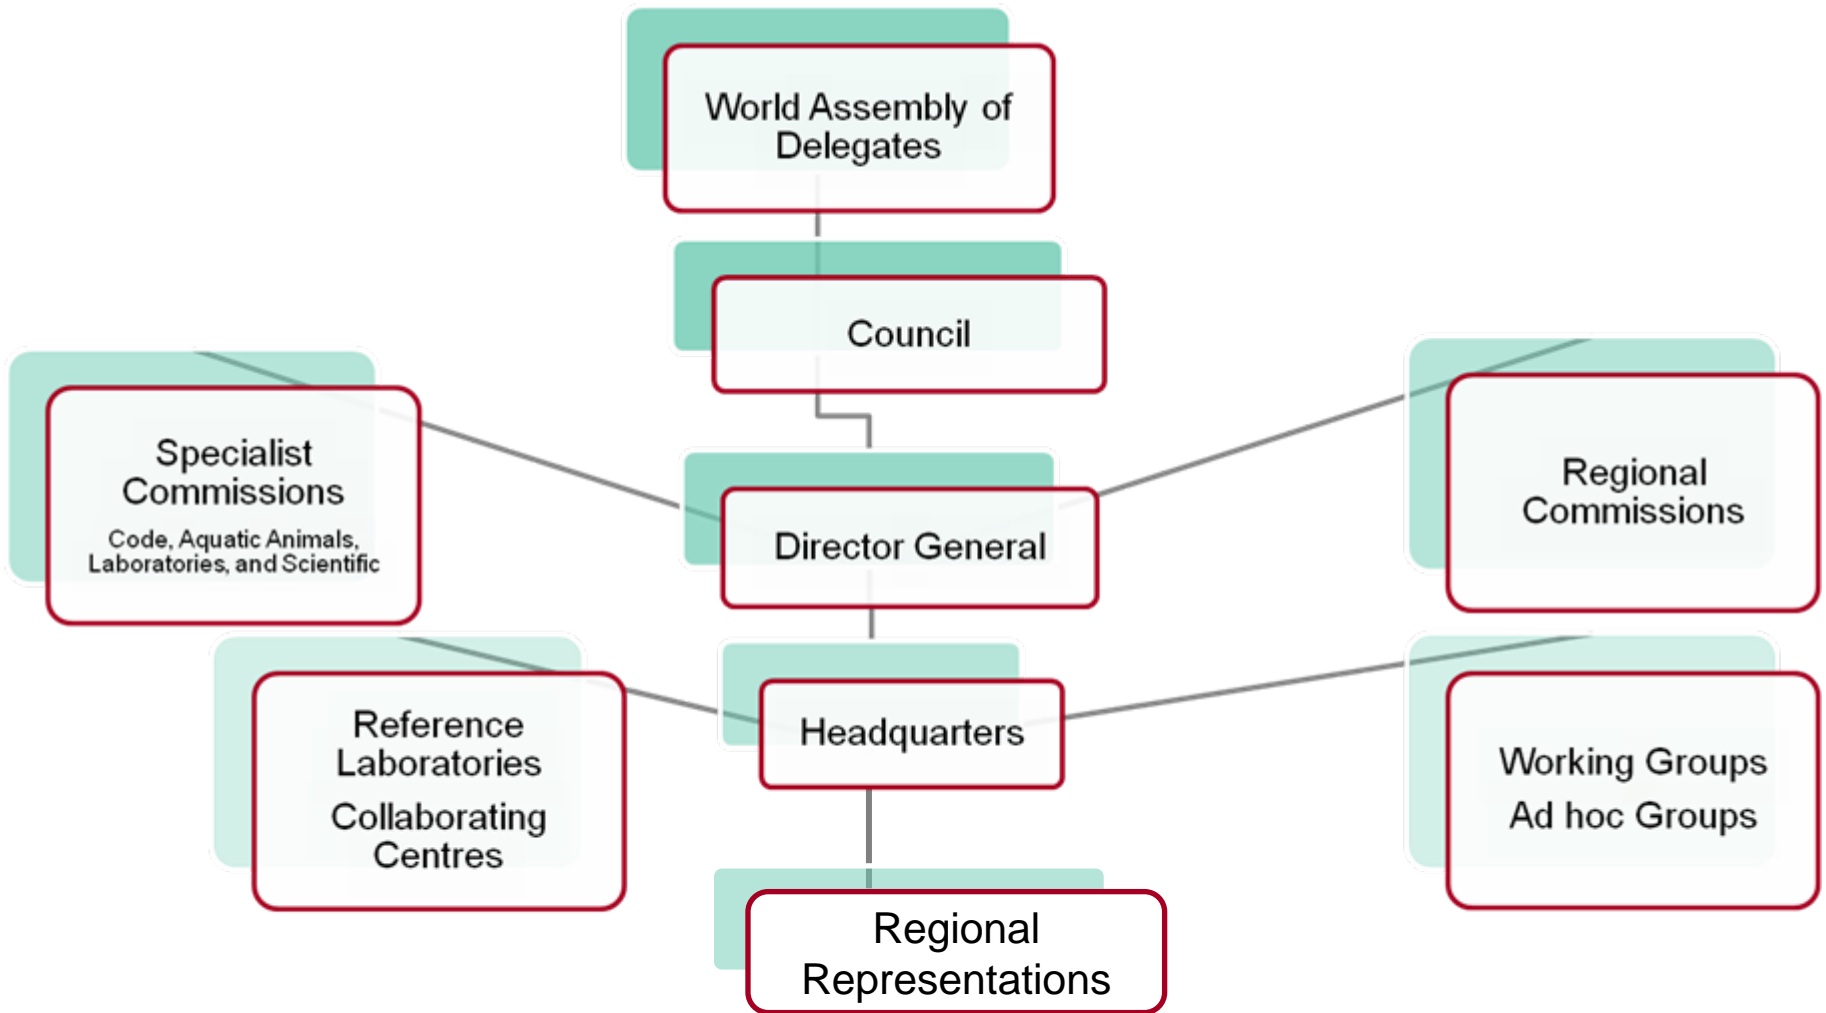 World Assembly of
Delegates
Council
Specialist
Commissions
Code, Aquatic Animals,
Laboratories, and Scientific
Director General
Regional
Commissions
Reference
Laboratories
Collaborating
Centres
Headquarters
Working Groups
Ad hoc Groups
Regional
Representations